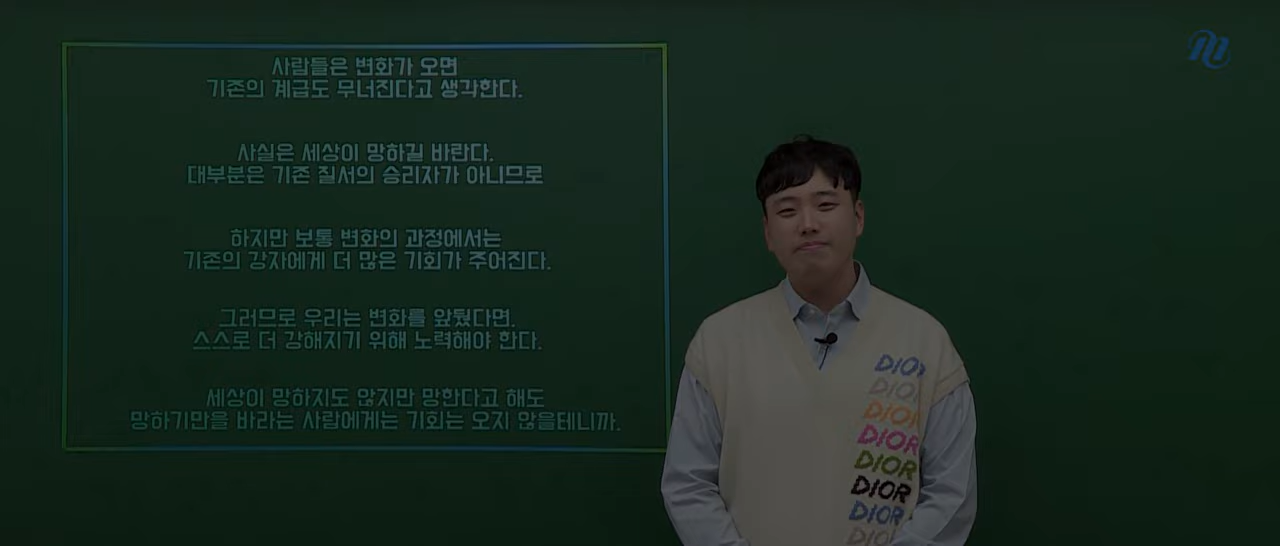 사람들은 변화가 오면
기존의 계급도 무너진다고 생각한다.
사실은 세상이 망하길 바란다.
대부분은 기존 질서의 승리자가 아니므로
하지만 보통 변화의 과정에서는
기존의 강자에게 더 많은 기회가 주어진다.
그러므로 우리는 변화를 앞뒀다면,
스스로 더 강해지기 위해 노력해야 한다.
세상이 망하지도 않지만 망한다고 해도
망하기만을 바라는 사람에게는 기회는 오지 않을테니까.
DIOR
DIOR
DIOR
DIOR
DIOR
DIOR
DIOR
DIOR